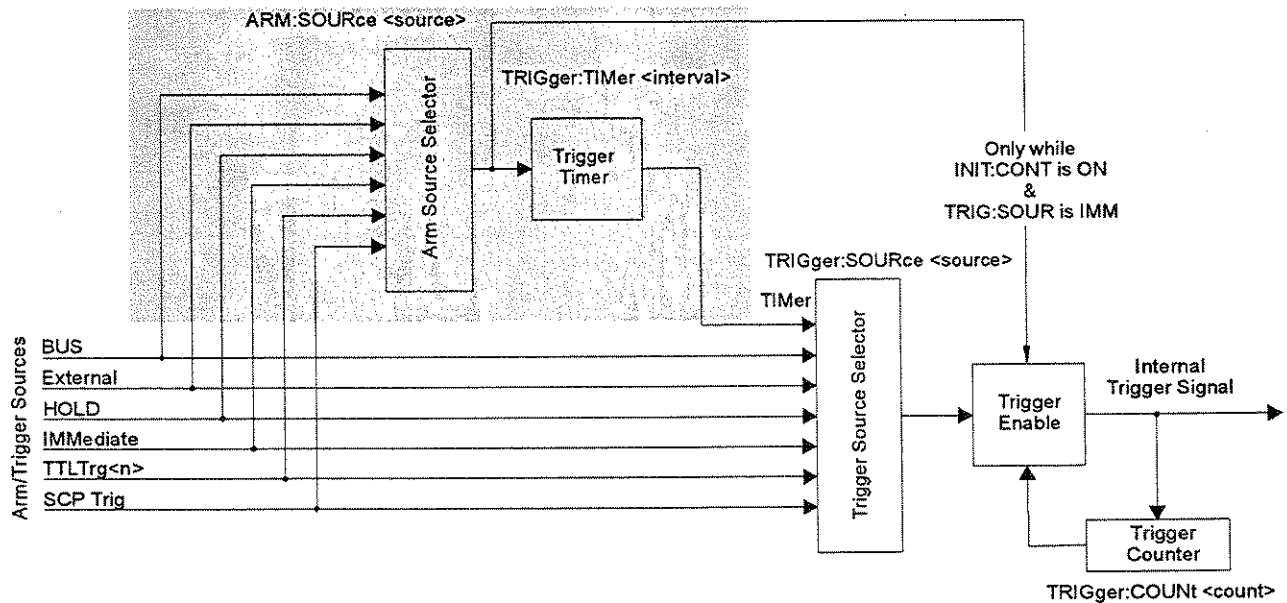 ARM:SOURce <source>
Arm Source Selector
TRIGger:TIMer <interval>
Trigger
Timer
Only while
INIT:CONT is ON
&
TRIG:SOUR is IMM
TRIGger:SOURce <source>
TIMer
Trigger Source Selector
Arm/Trigger Sources
BUS
External
HOLD
IMMediate
TTLTrg<n>
SCP Trig
Trigger
Enable
Internal
Trigger Signal
Trigger
Counter
TRIGger:COUNt <count>